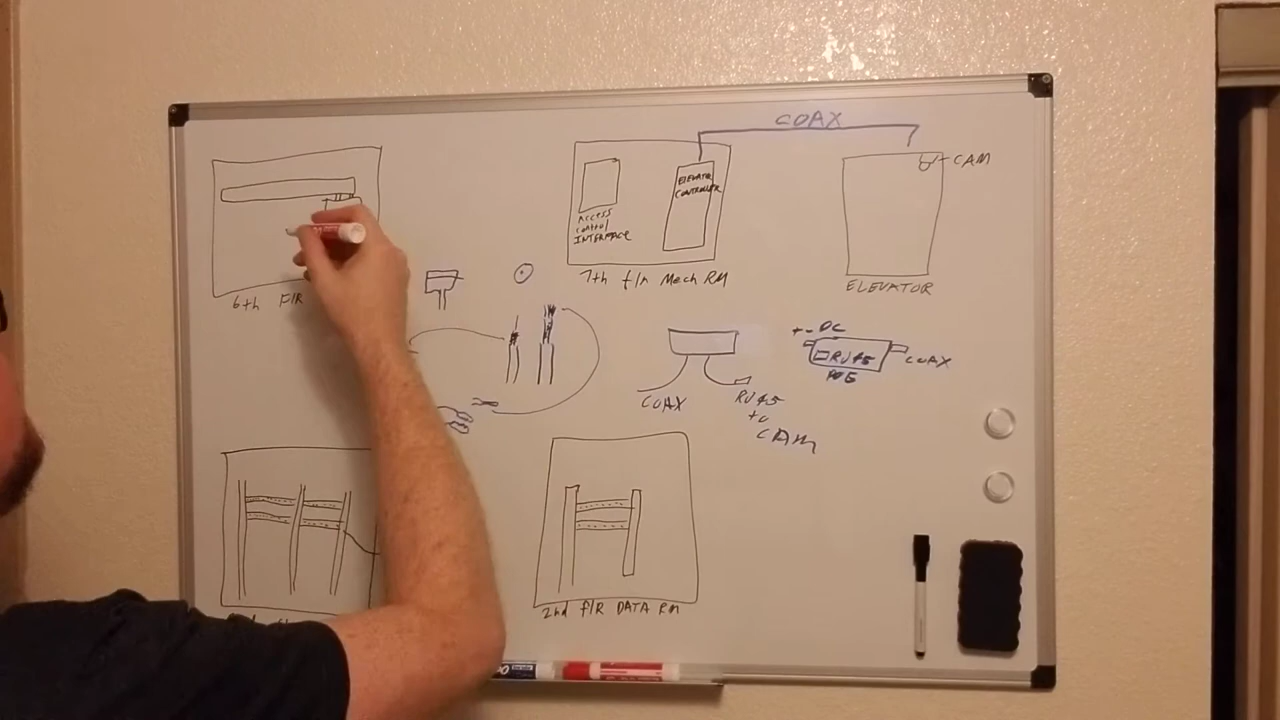 COAX
CAM
ELEVATOR
CONTROLLER
ACCESS
CONTROL
INTERFACE
7th flr Mech RM
ELEVATOR
6th FlR
+- DC
RJ45
COAX
POE
COAX
RJ45
to
CAM
2nd flR DATA RM